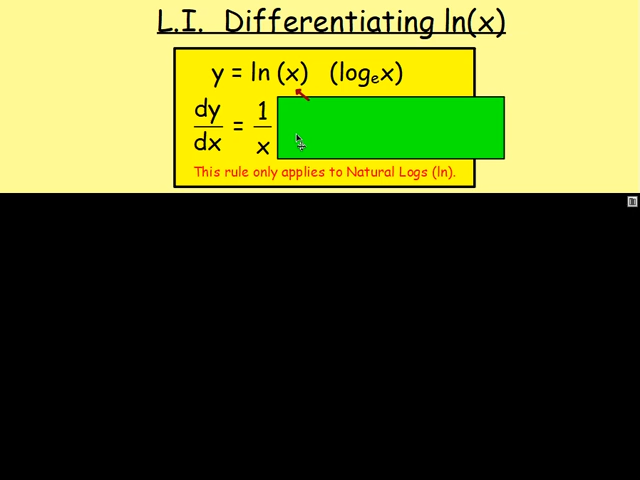 L.I. Differentiating ln(x)
y = ln (x) (logₑx)
dy/dx = 1/x
This rule only applies to Natural Logs (ln).